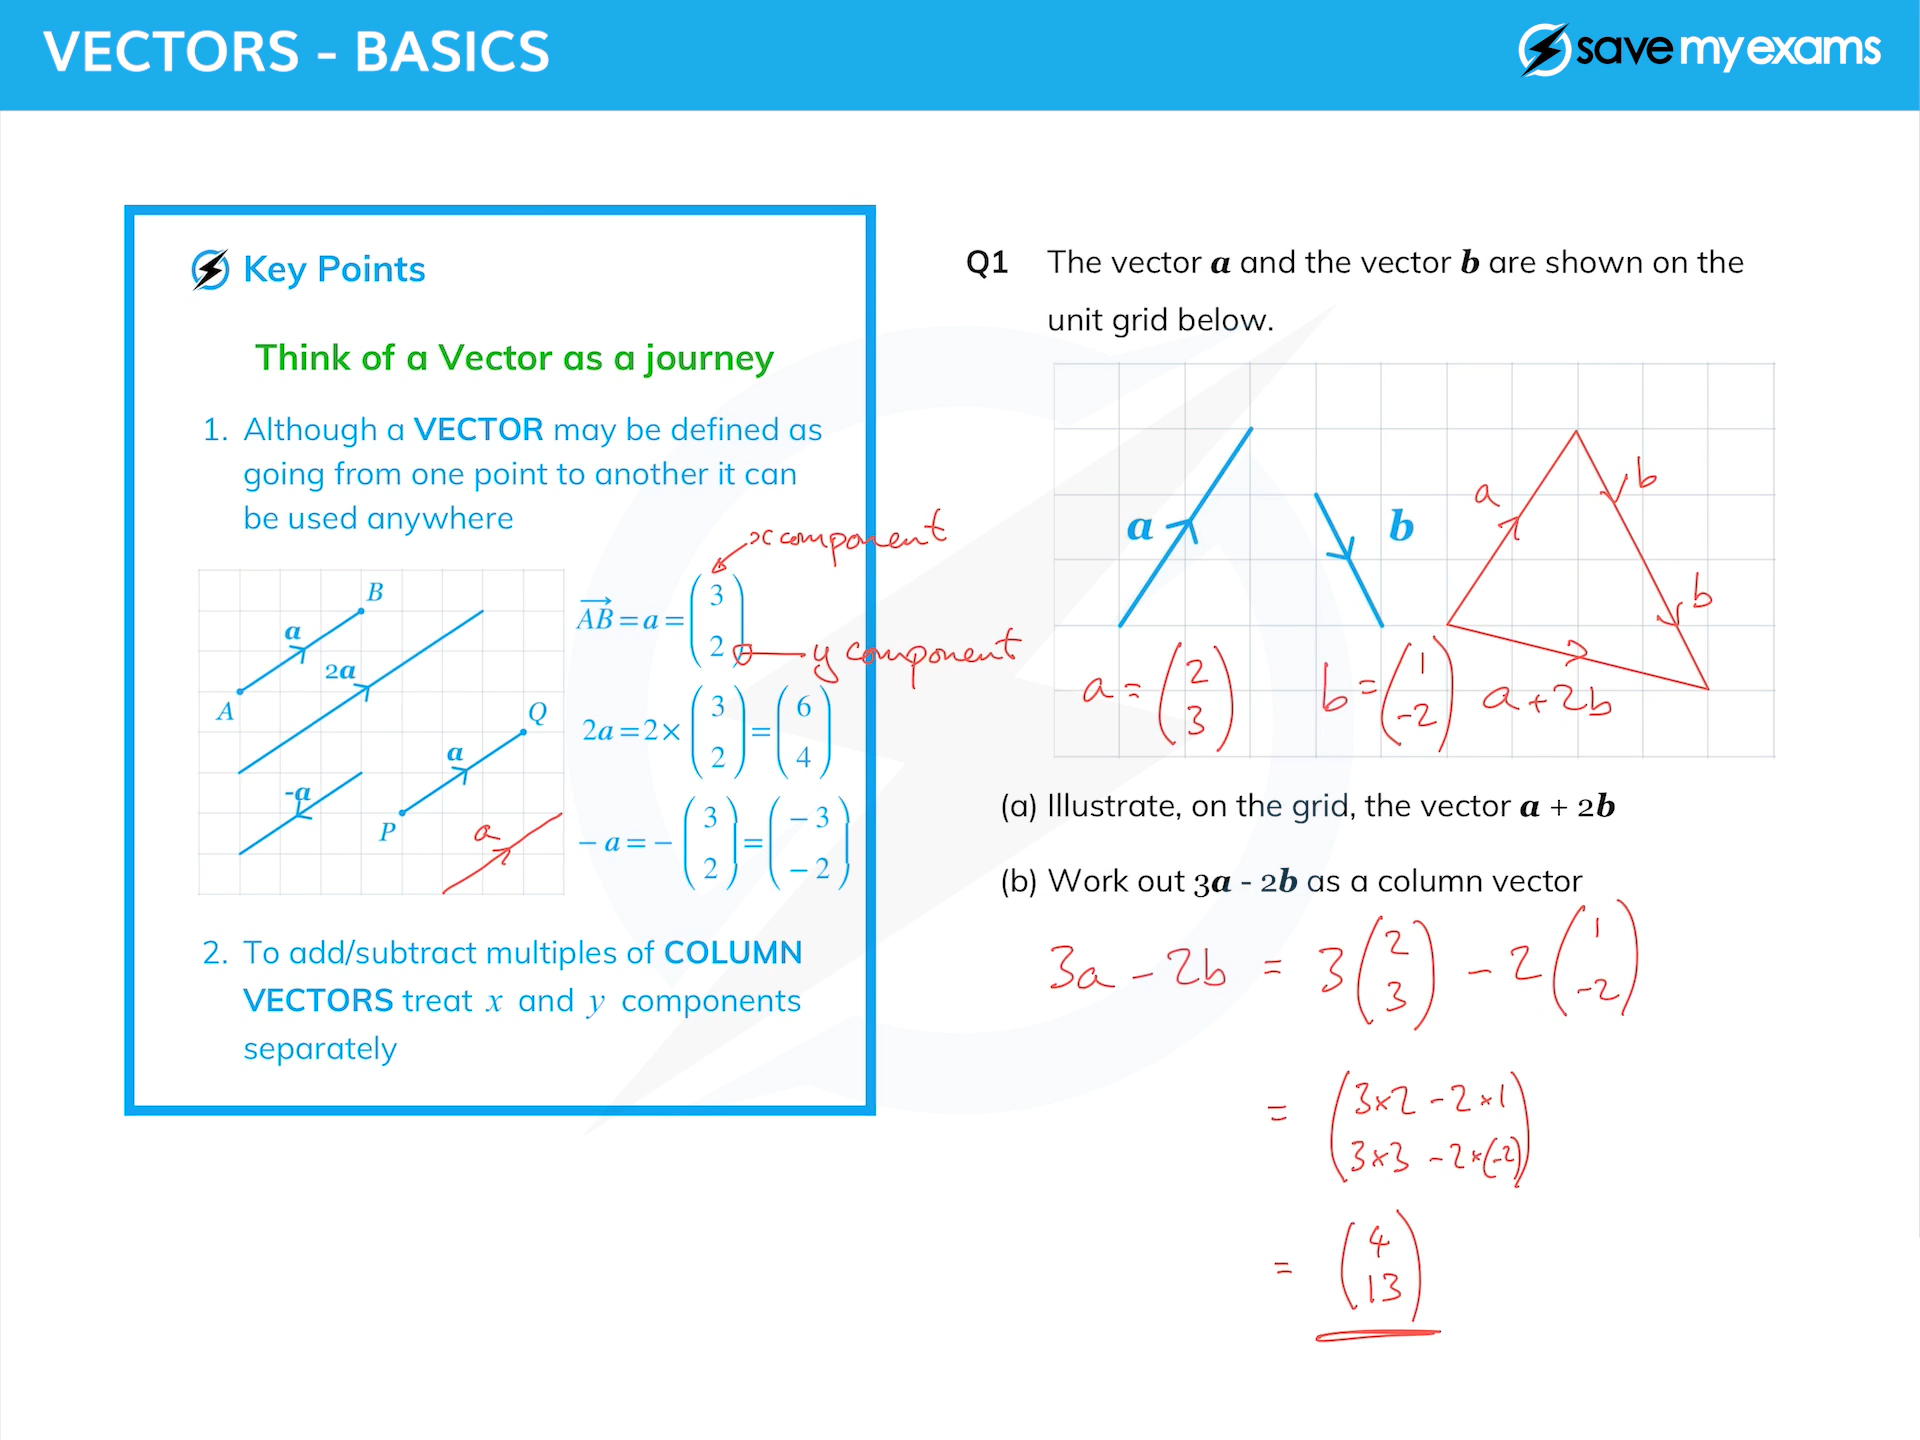 VECTORS - BASICS
savemyexams
Key Points
Think of a Vector as a journey
1. Although a VECTOR may be defined as
going from one point to another it can
be used anywhere
x component
B
a
2a
A
Q
a
-a
P
a
AB = a = (3 2)
y component
2a = 2 × (3 2) = (6 4)
- a = - (3 2) = (-3 -2)
2. To add/subtract multiples of COLUMN
VECTORS treat x and y components
separately
Q1 The vector a and the vector b are shown on the
unit grid below.
a
b
a
b
b
a = (2 3)
b = (1 -2)
a + 2b
(a) Illustrate, on the grid, the vector a + 2b
(b) Work out 3a - 2b as a column vector
3a - 2b = 3 (2 3) - 2 (1 -2)
= (3×2 - 2×1
3×3 - 2×(-2))
= (4
13)